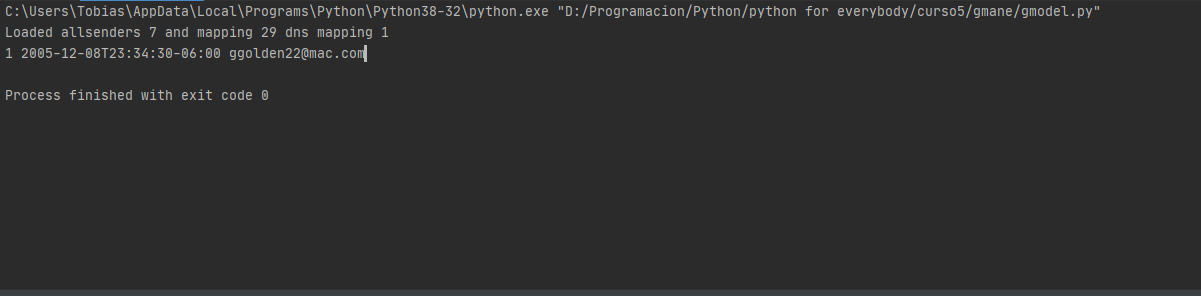 C:\Users\Tobias\AppData\Local\Programs\Python\Python38-32\python.exe "D:/Programacion/Python/python for everybody/curso5/gmane/gmodel.py"
Loaded allsenders 7 and mapping 29 dns mapping 1
1 2005-12-08T23:34:30-06:00 ggolden22@mac.com
Process finished with exit code 0